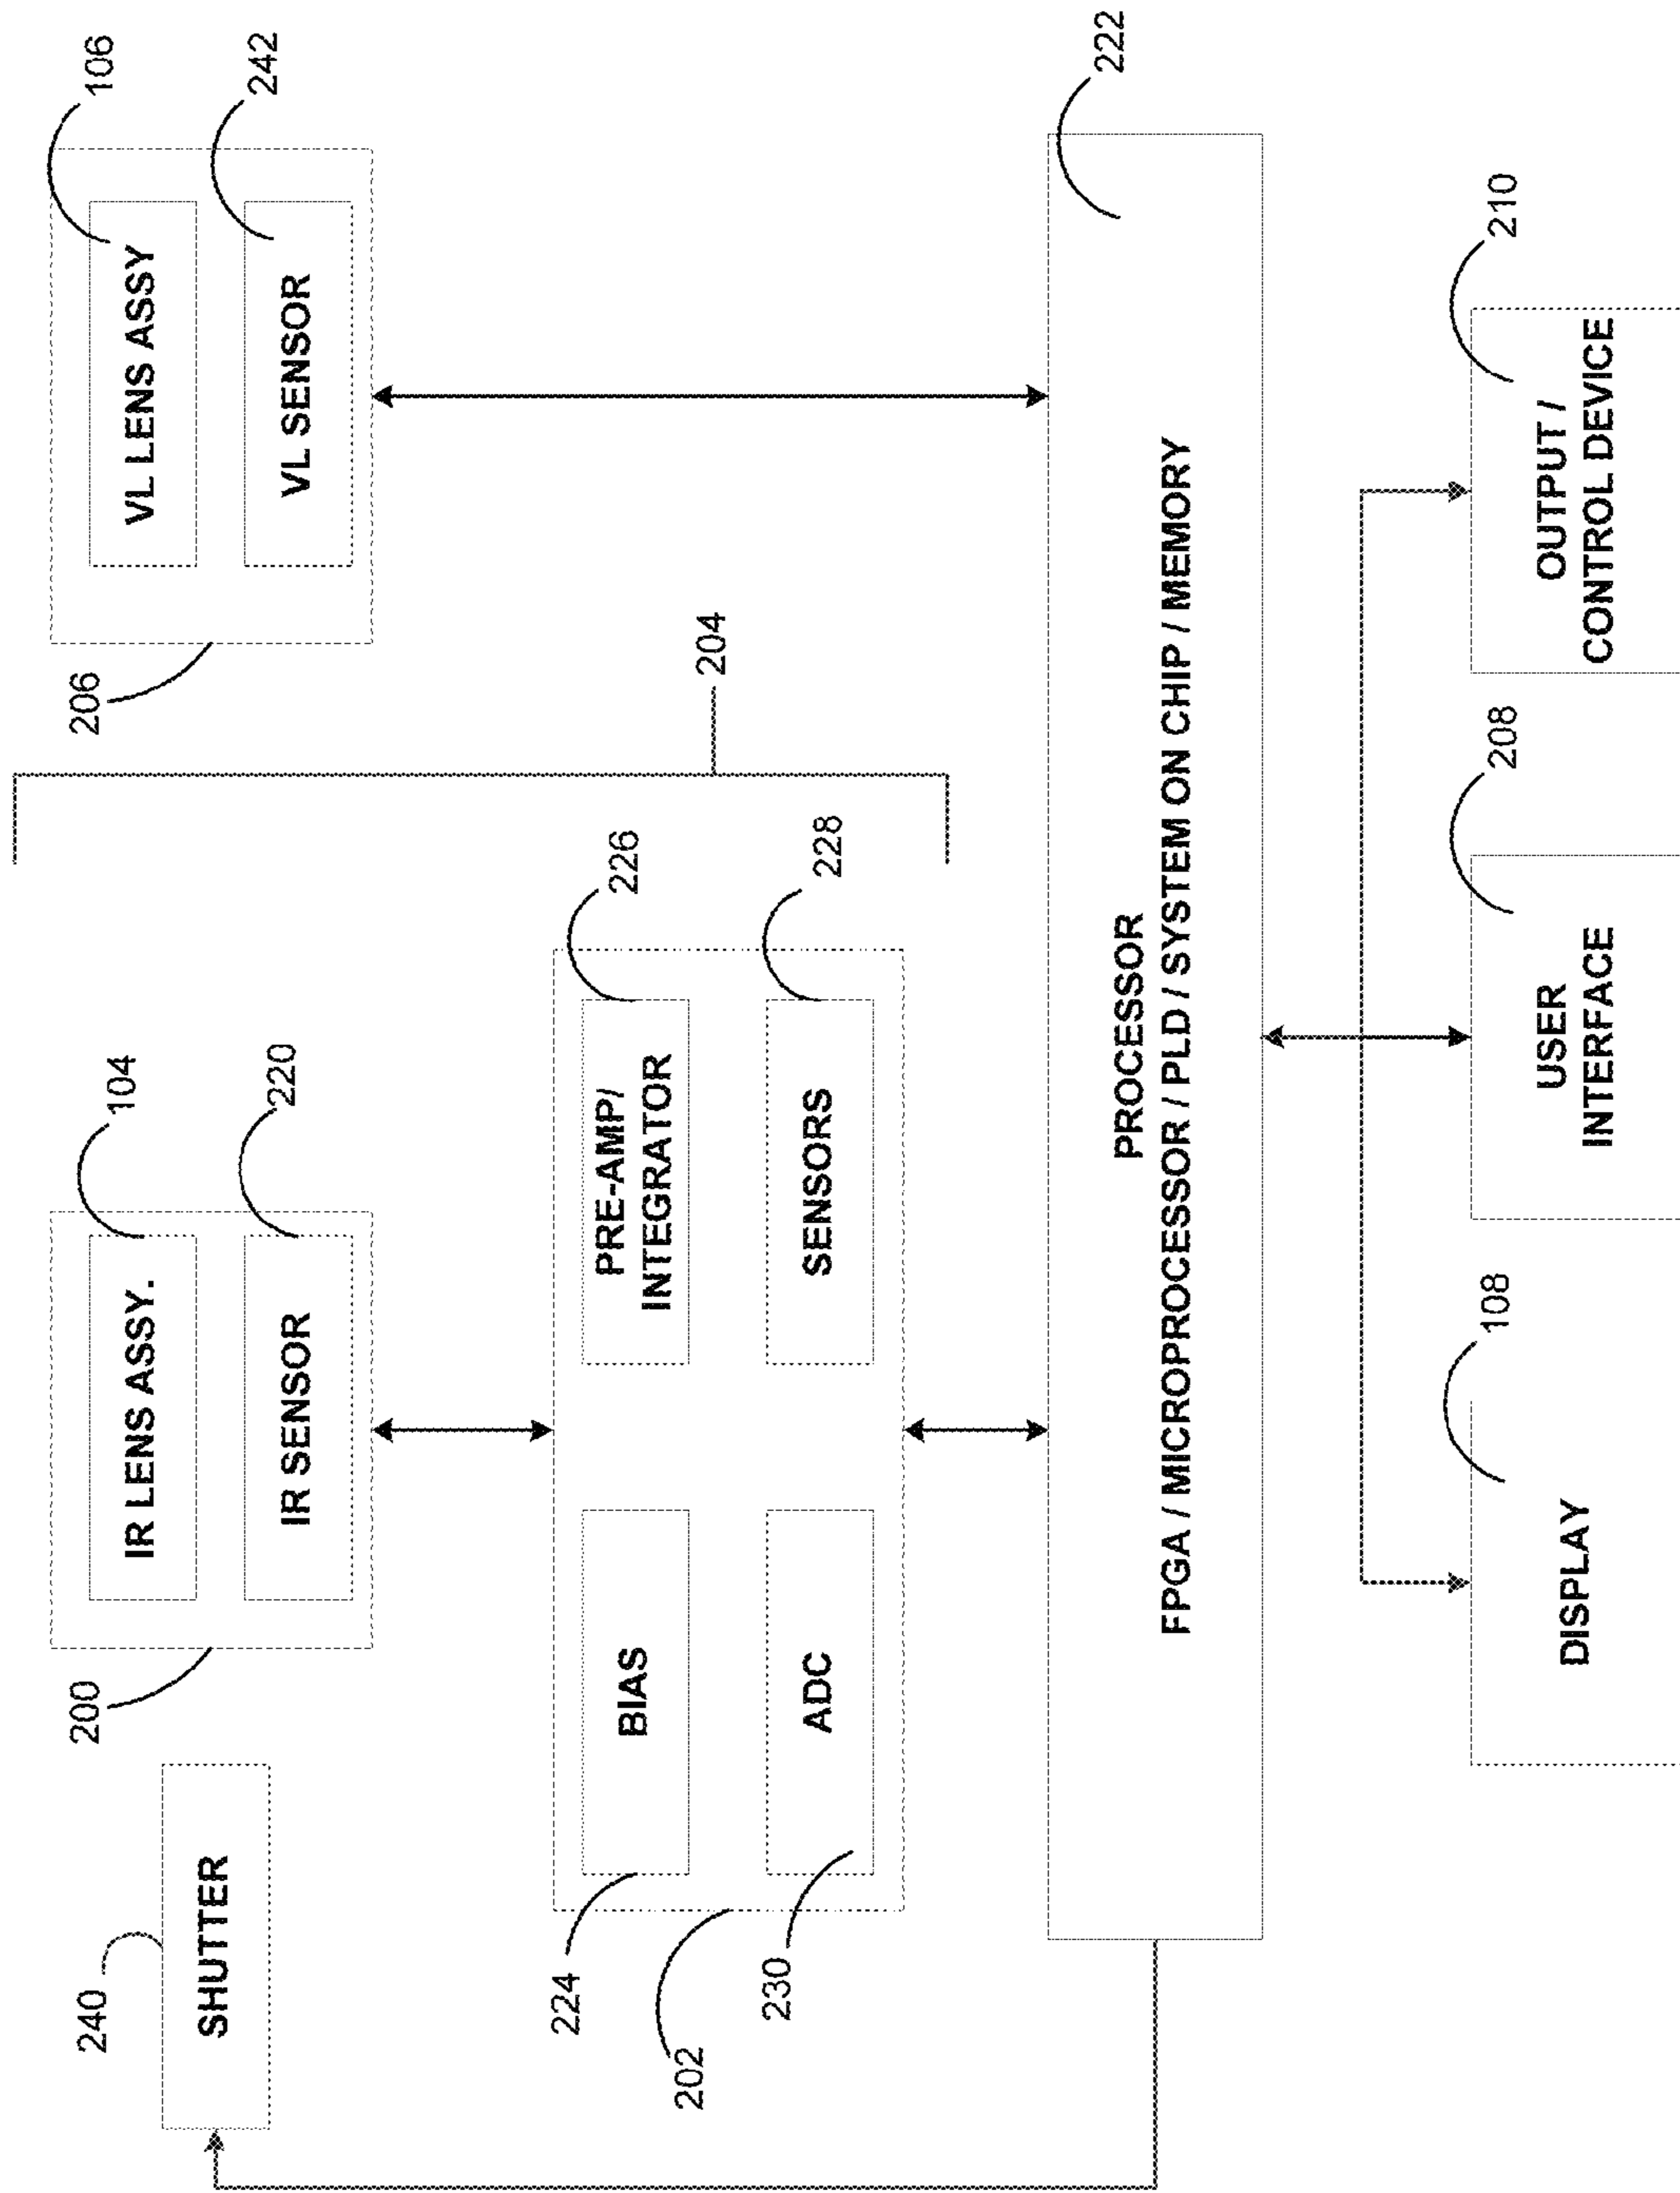 240
SHUTTER
200
IR LENS ASSY.
104
IR SENSOR
220
204
206
VL LENS ASSY
106
VL SENSOR
242
224
BIAS
PRE-AMP/
INTEGRATOR
226
202
230
ADC
SENSORS
228
222
PROCESSOR
FPGA / MICROPROCESSOR / PLD / SYSTEM ON CHIP / MEMORY
DISPLAY
108
USER
INTERFACE
208
OUTPUT /
CONTROL DEVICE
210